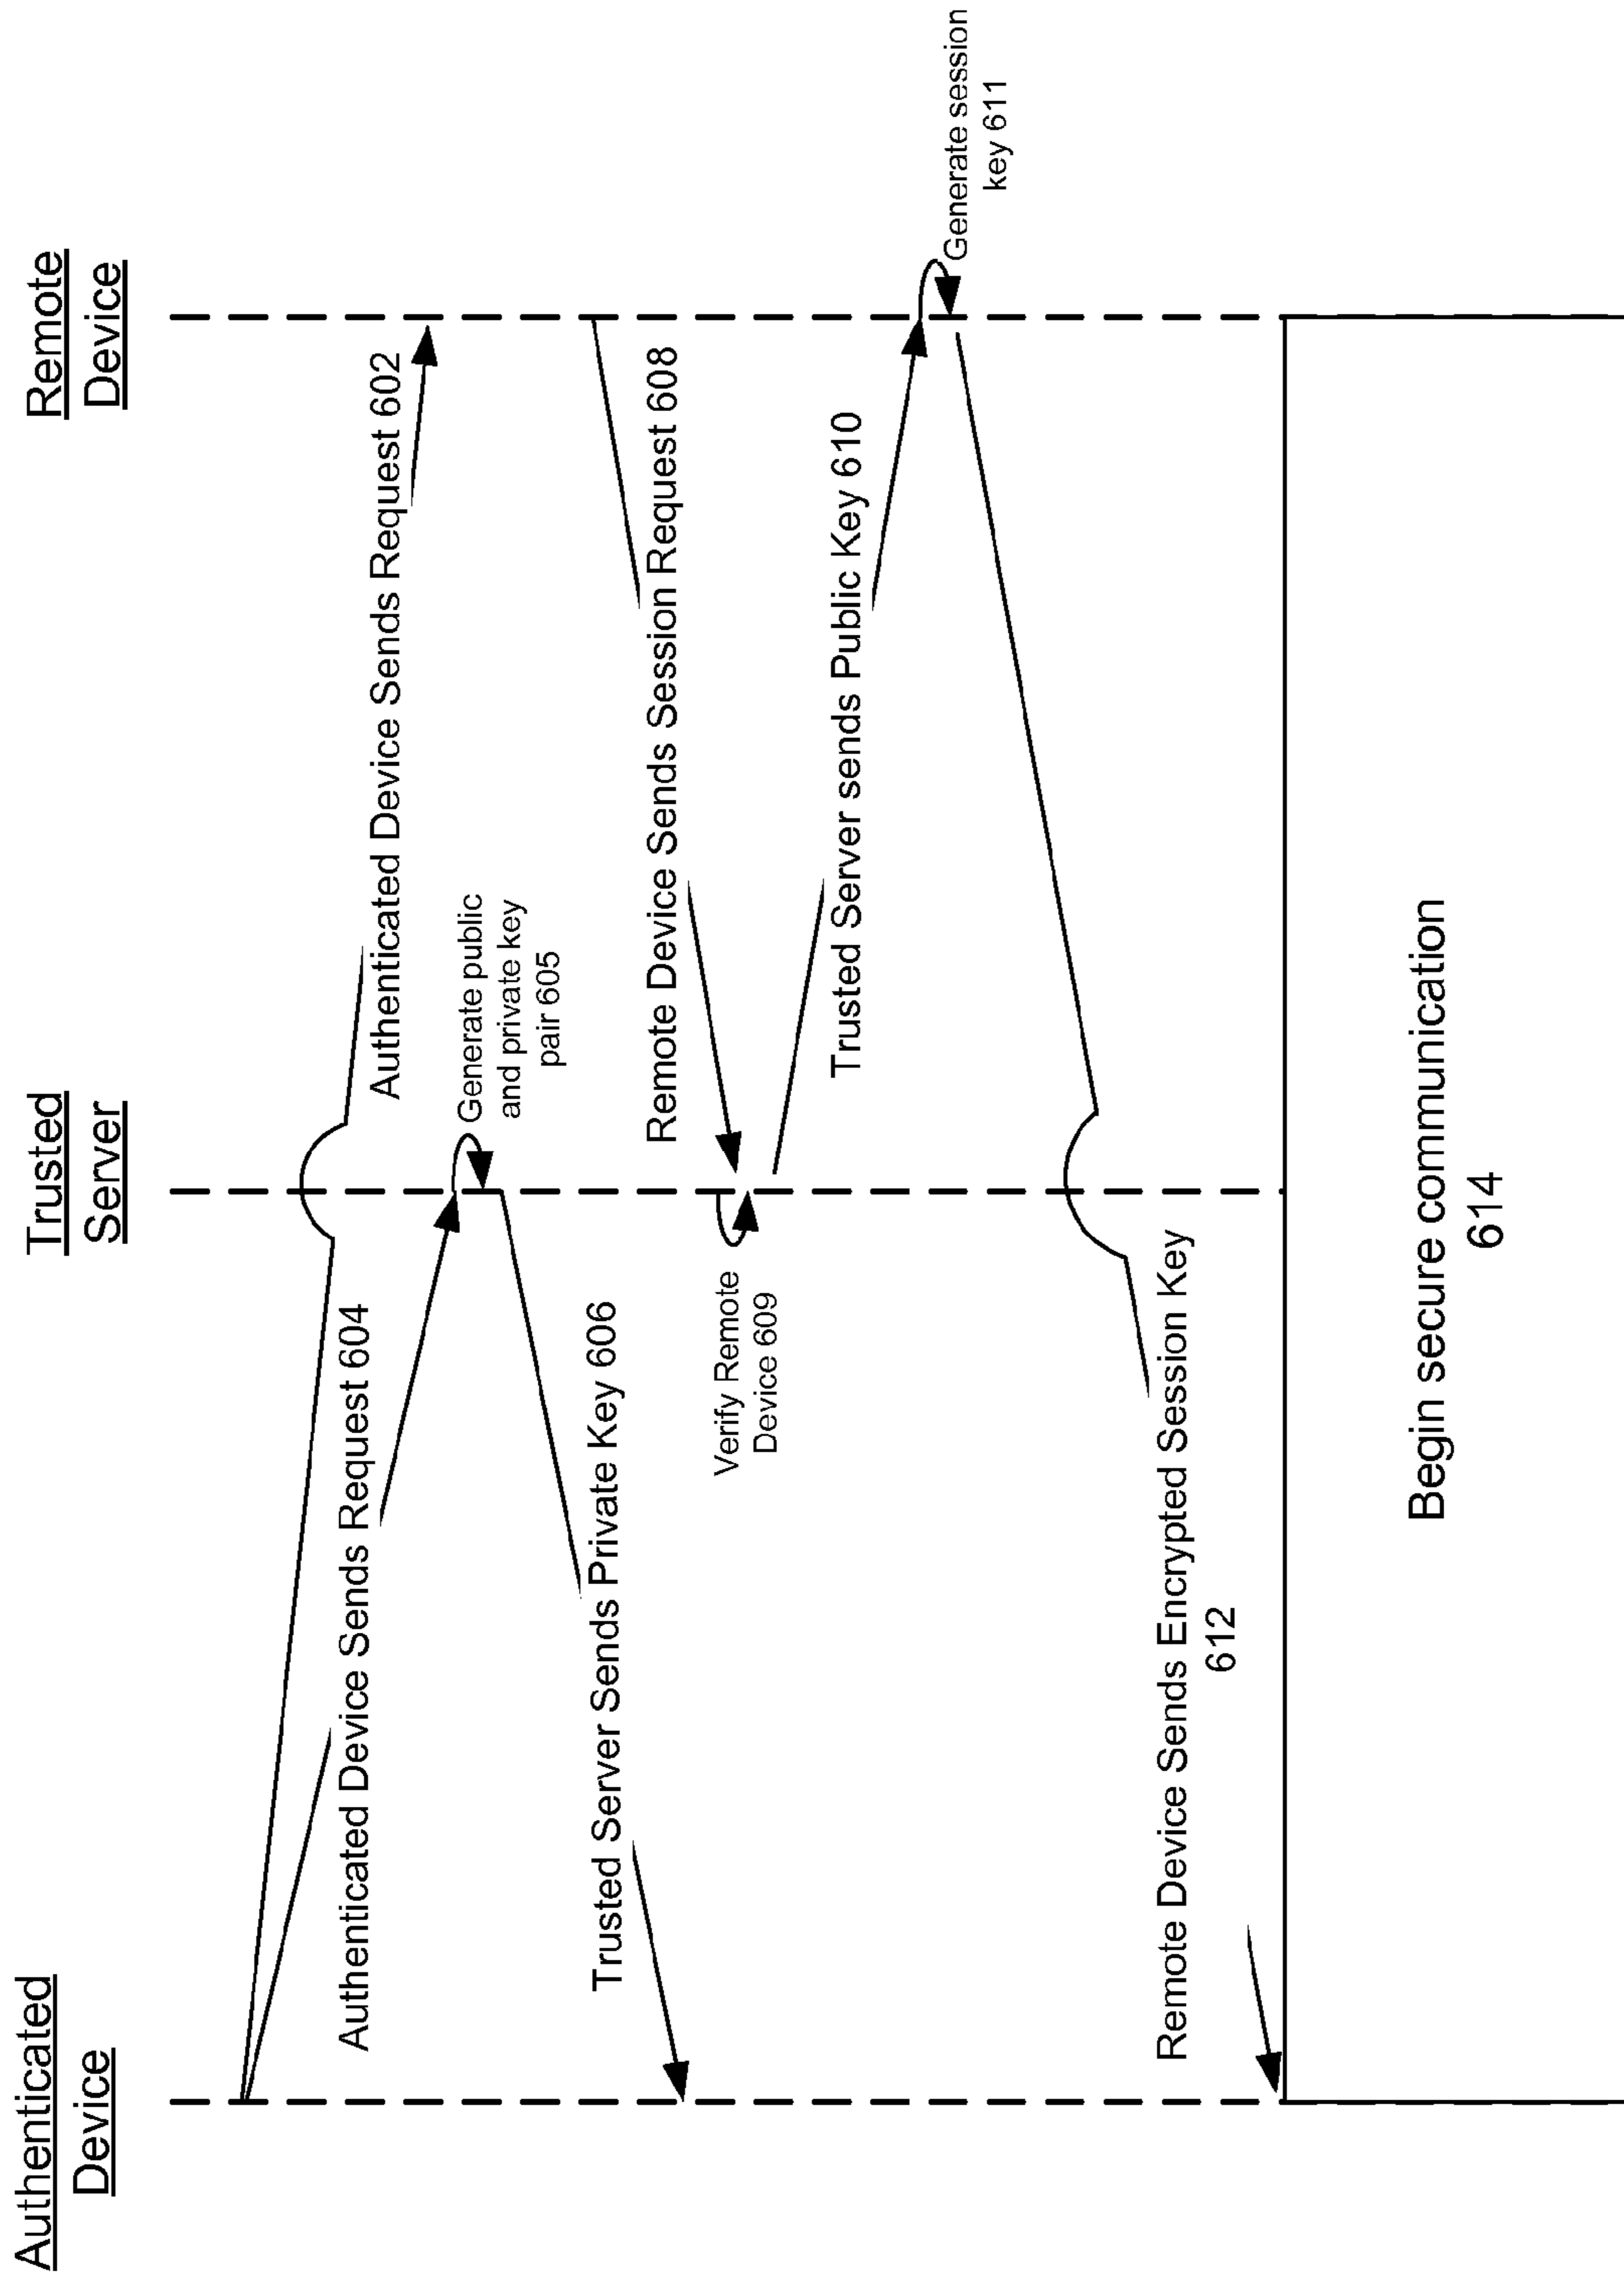 Authenticated
Device
Trusted
Server
Remote
Device
Authenticated Device Sends Request 602
Authenticated Device Sends Request 604
Generate public
and private key
pair 605
Trusted Server Sends Private Key 606
Remote Device Sends Session Request 608
Verify Remote
Device 609
Trusted Server sends Public Key 610
Generate session
key 611
Remote Device Sends Encrypted Session Key
612
Begin secure communication
614